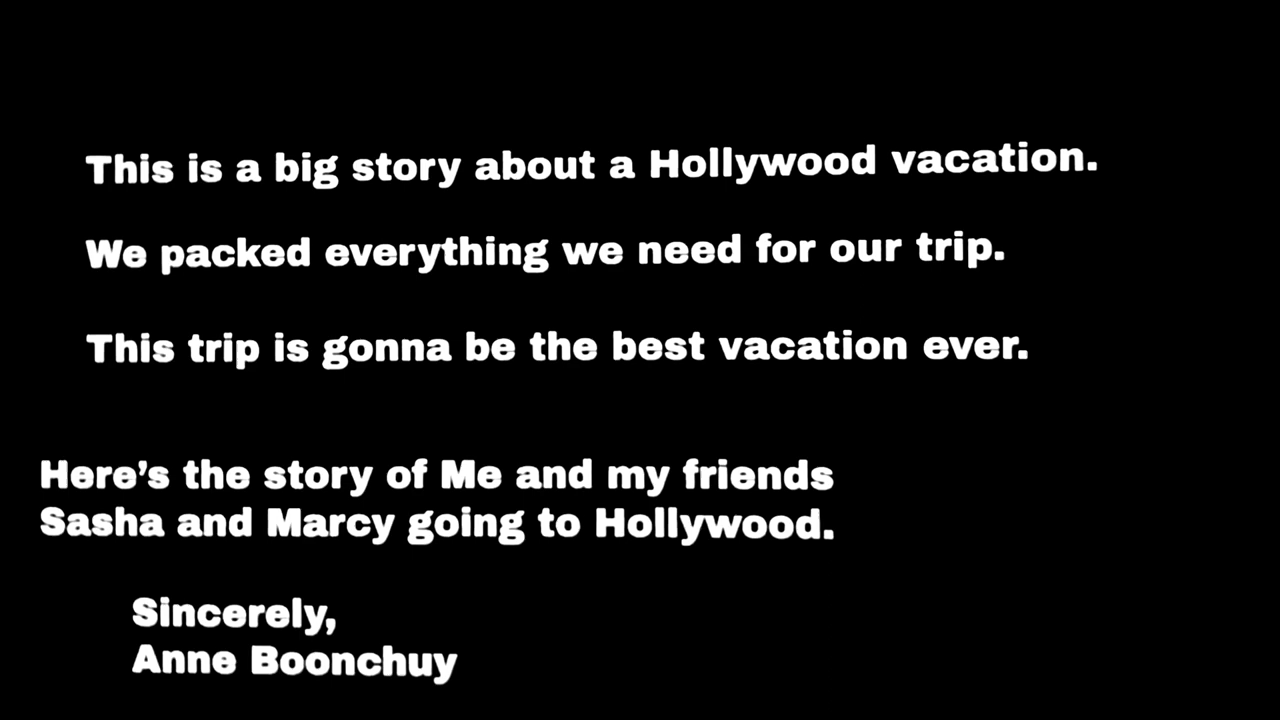 This is a big story about a Hollywood vacation.
We packed everything we need for our trip.
This trip is gonna be the best vacation ever.
Here's the story of Me and my friends
Sasha and Marcy going to Hollywood.
Sincerely,
Anne Boonchuy